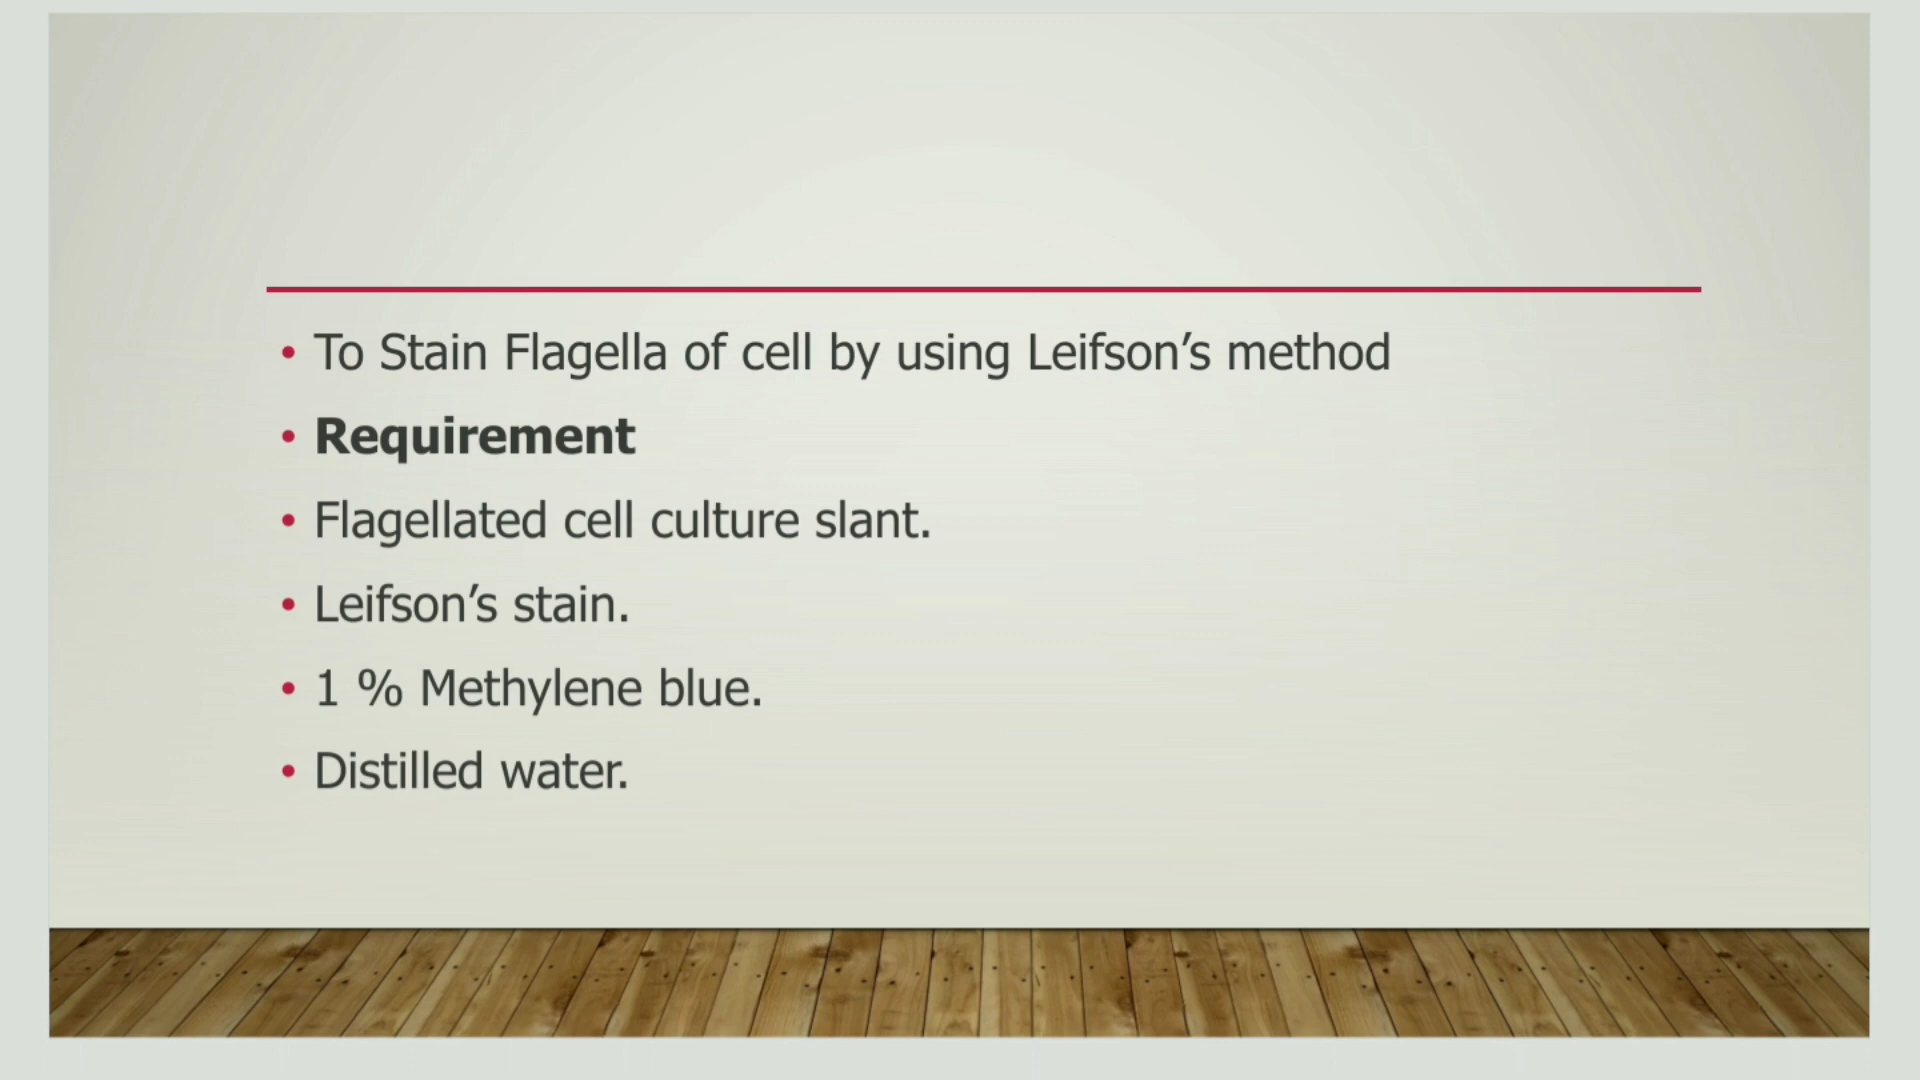 • To Stain Flagella of cell by using Leifson’s method
• Requirement
• Flagellated cell culture slant.
• Leifson’s stain.
• 1 % Methylene blue.
• Distilled water.